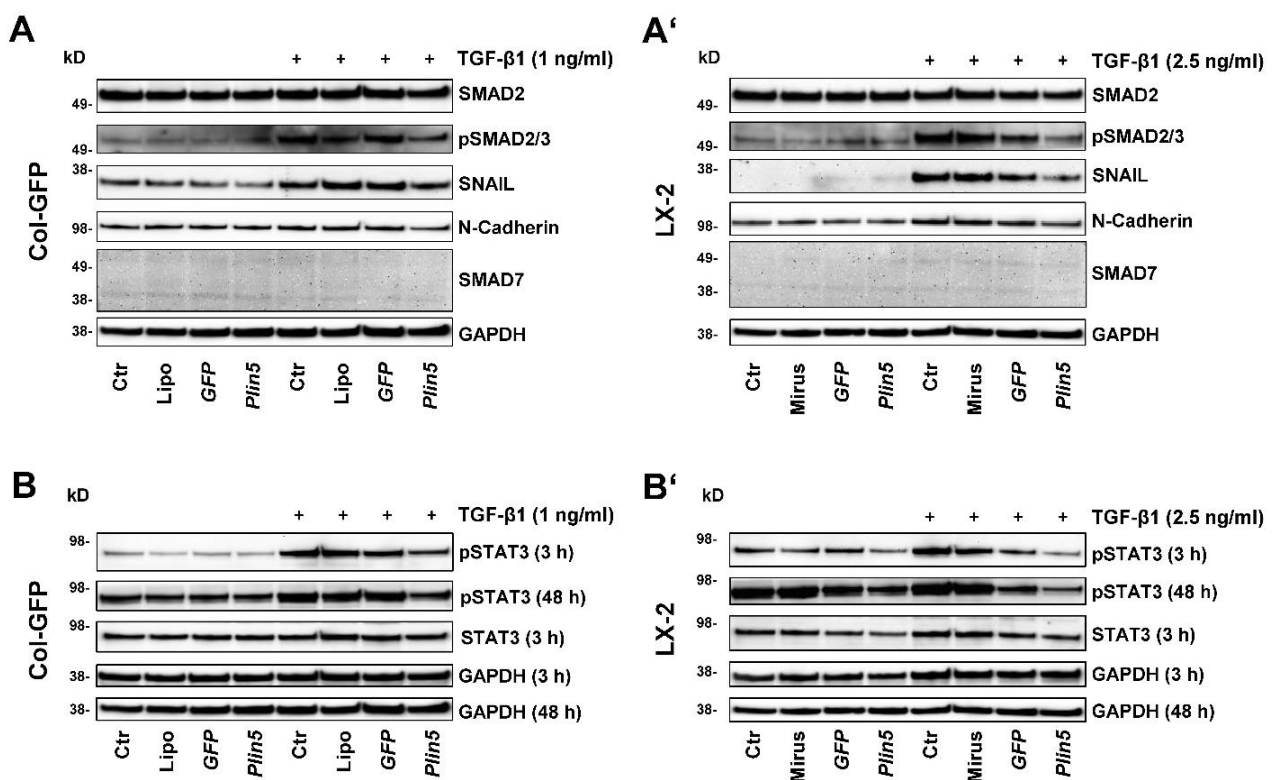 A
kD
+ + + + TGF-β1 (1 ng/ml)
Col-GFP
49- SMAD2
49- pSMAD2/3
38- SNAIL
98- N-Cadherin
49-
38- SMAD7
38- GAPDH
Ctr Lipo GFP Plin5 Ctr Lipo GFP Plin5
A‘
kD
+ + + + TGF-β1 (2.5 ng/ml)
LX-2
49- SMAD2
49- pSMAD2/3
38- SNAIL
98- N-Cadherin
49-
38- SMAD7
38- GAPDH
Ctr Mirus GFP Plin5 Ctr Mirus GFP Plin5
B
kD
+ + + + TGF-β1 (1 ng/ml)
Col-GFP
98- pSTAT3 (3 h)
98- pSTAT3 (48 h)
98- STAT3 (3 h)
38- GAPDH (3 h)
38- GAPDH (48 h)
Ctr Lipo GFP Plin5 Ctr Lipo GFP Plin5
B‘
kD
+ + + + TGF-β1 (2.5 ng/ml)
LX-2
98- pSTAT3 (3 h)
98- pSTAT3 (48 h)
98- STAT3 (3 h)
38- GAPDH (3 h)
38- GAPDH (48 h)
Ctr Mirus GFP Plin5 Ctr Mirus GFP Plin5